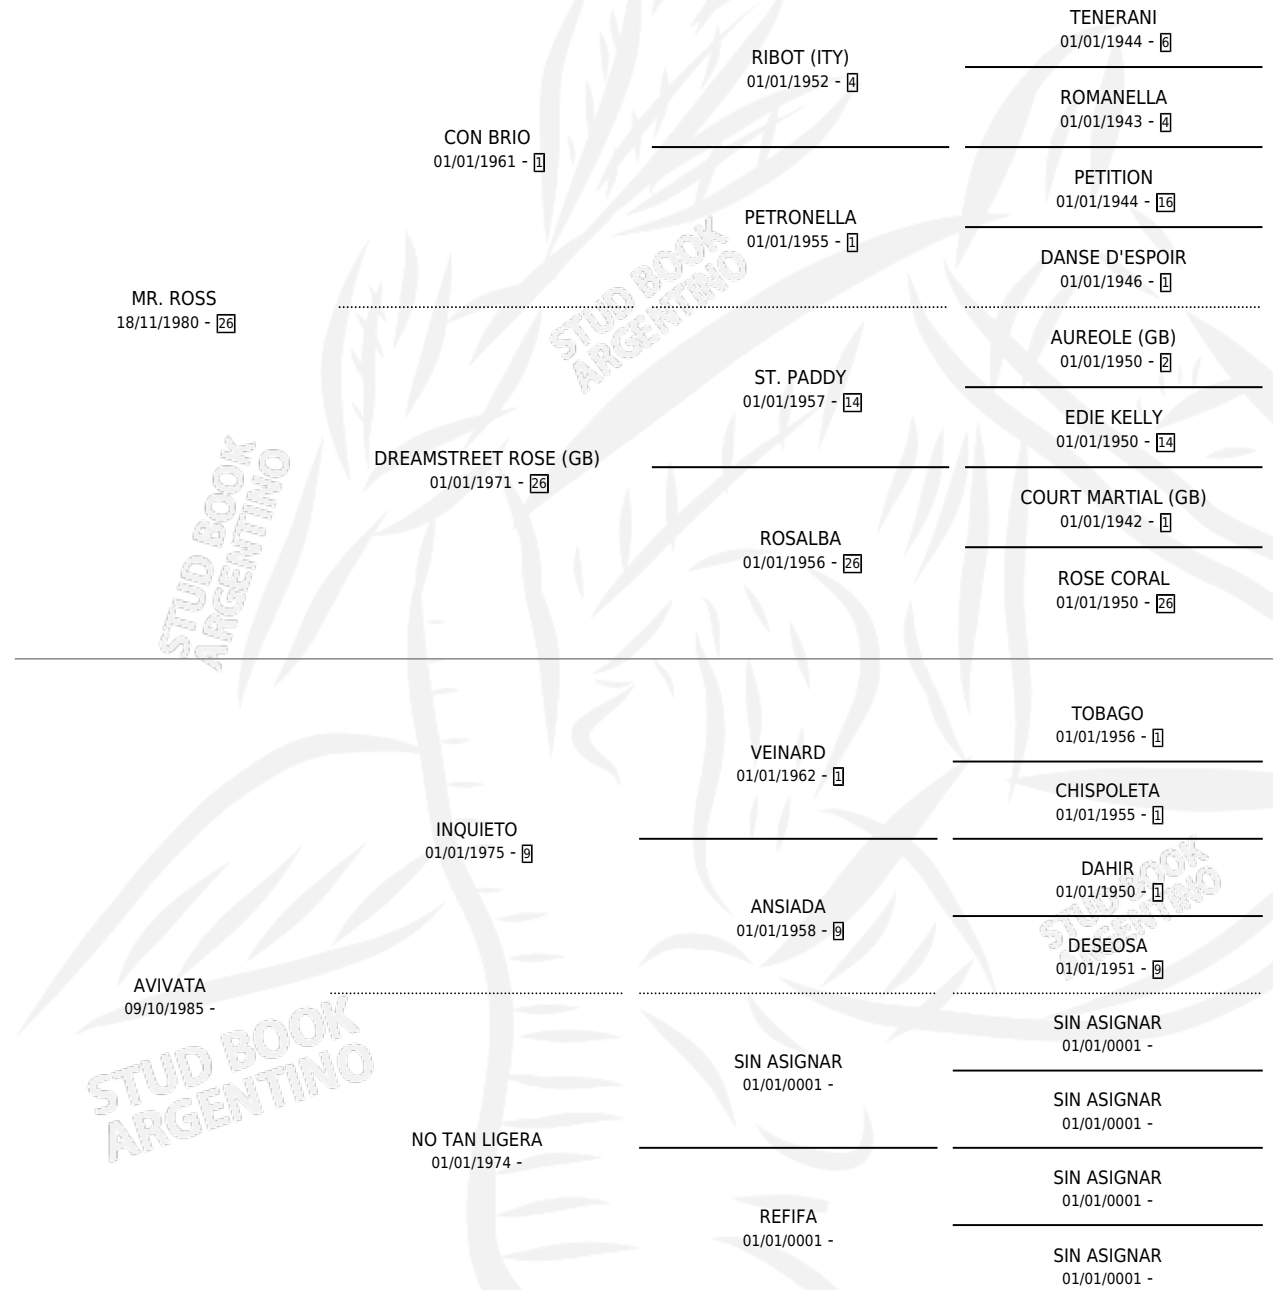 TENERANI
01/01/1944 - 6
RIBOT (ITY)
01/01/1952 - 4
ROMANELLA
01/01/1943 - 4
CON BRIO
01/01/1961 - 1
PETITION
01/01/1944 - 16
PETRONELLA
01/01/1955 - 1
DANSE D'ESPOIR
01/01/1946 - 1
MR. ROSS
18/11/1980 - 26
AUREOLE (GB)
01/01/1950 - 2
ST. PADDY
01/01/1957 - 14
EDIE KELLY
01/01/1950 - 14
DREAMSTREET ROSE (GB)
01/01/1971 - 26
COURT MARTIAL (GB)
01/01/1942 - 1
ROSALBA
01/01/1956 - 26
ROSE CORAL
01/01/1950 - 26
TOBAGO
01/01/1956 - 1
VEINARD
01/01/1962 - 1
CHISPOLETA
01/01/1955 - 1
INQUIETO
01/01/1975 - 9
DAHIR
01/01/1950 - 1
ANSIADA
01/01/1958 - 9
DESEOSA
01/01/1951 - 9
AVIVATA
09/10/1985 -
SIN ASIGNAR
01/01/0001 -
SIN ASIGNAR
01/01/0001 -
SIN ASIGNAR
01/01/0001 -
NO TAN LIGERA
01/01/1974 -
SIN ASIGNAR
01/01/0001 -
REFIFA
01/01/0001 -
SIN ASIGNAR
01/01/0001 -
STUD BOOK
ARGENTINO
STUD BOOK
ARGENTINO
STUD BOOK
ARGENTINO
STUD BOOK
ARGENTINO